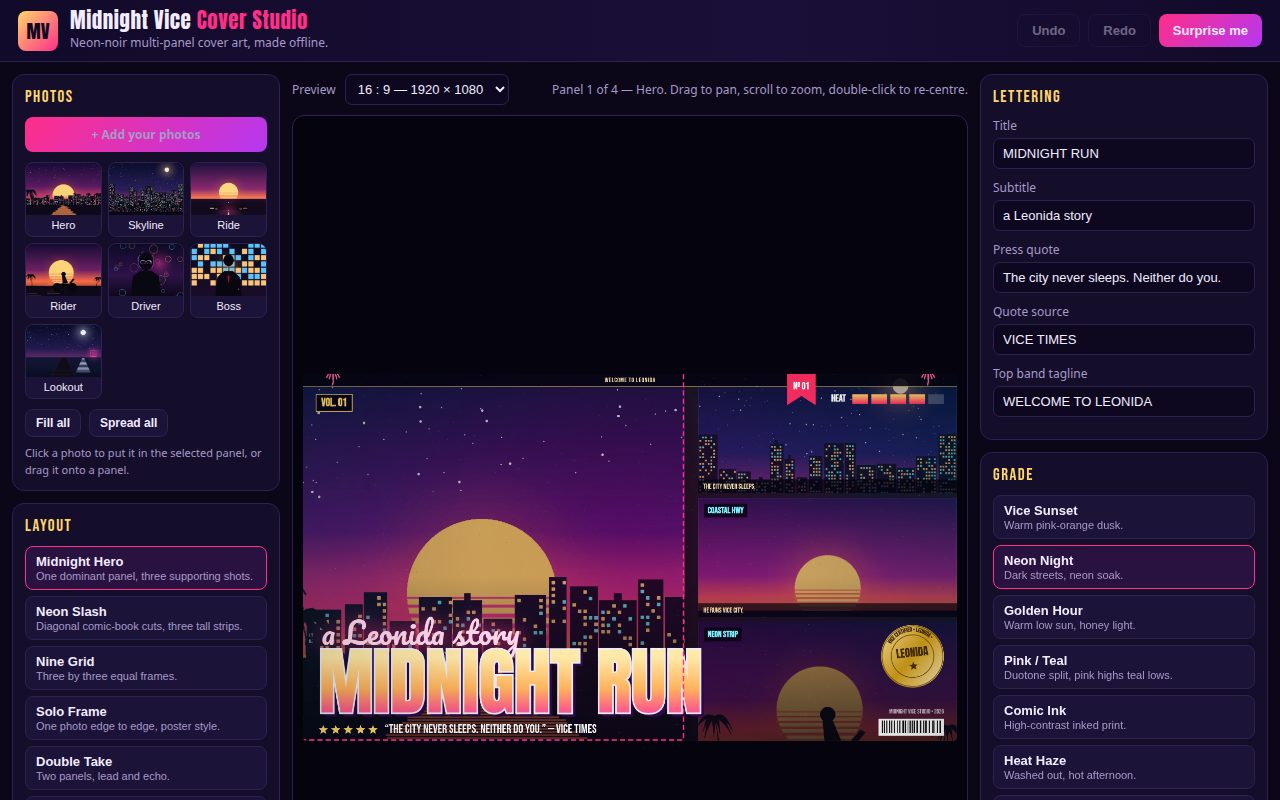 MV
Midnight Vice Cover Studio
Neon-noir multi-panel cover art, made offline.
Undo
Redo
Surprise me
PHOTOS
+ Add your photos
Hero
Skyline
Ride
Rider
Driver
Boss
Lookout
Fill all
Spread all
Click a photo to put it in the selected panel, or
drag it onto a panel.
LAYOUT
Midnight Hero
One dominant panel, three supporting shots.
Neon Slash
Diagonal comic-book cuts, three tall strips.
Nine Grid
Three by three equal frames.
Solo Frame
One photo edge to edge, poster style.
Double Take
Two panels, lead and echo.
Preview
16 : 9 — 1920 × 1080
Panel 1 of 4 — Hero. Drag to pan, scroll to zoom, double-click to re-centre.
WELCOME TO LEONIDA
VOL. 01
Nº 01
HEAT
THE CITY NEVER SLEEPS.
COASTAL HWY
HE RUNS VICE CITY.
NEON STRIP
LEONIDA
a Leonida story
MIDNIGHT RUN
“THE CITY NEVER SLEEPS. NEITHER DO YOU.” — VICE TIMES
MIDNIGHT VICE STUDIO • 2026
LETTERING
Title
MIDNIGHT RUN
Subtitle
a Leonida story
Press quote
The city never sleeps. Neither do you.
Quote source
VICE TIMES
Top band tagline
WELCOME TO LEONIDA
GRADE
Vice Sunset
Warm pink-orange dusk.
Neon Night
Dark streets, neon soak.
Golden Hour
Warm low sun, honey light.
Pink / Teal
Duotone split, pink highs teal lows.
Comic Ink
High-contrast inked print.
Heat Haze
Washed out, hot afternoon.